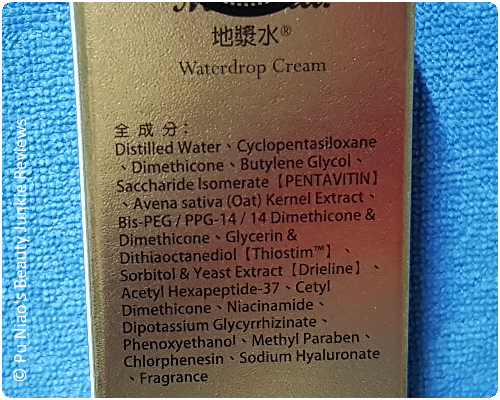 地漿水®
Waterdrop Cream
全 成 分：
Distilled Water、Cyclopentasiloxane
、Dimethicone、Butylene Glycol、
Saccharide Isomerate【PENTAVITIN】
、Avena sativa (Oat) Kernel Extract、
Bis-PEG / PPG-14 / 14 Dimethicone &
Dimethicone、Glycerin &
Dithiaoctanediol【Thiostim™】、
Sorbitol & Yeast Extract【Drieline】、
Acetyl Hexapeptide-37、Cetyl
Dimethicone、Niacinamide、
Dipotassium Glycyrrhizinate、
Phenoxyethanol、Methyl Paraben、
Chlorphenesin、Sodium Hyaluronate
、Fragrance
© Pu Niao's Beauty Junkie Reviews